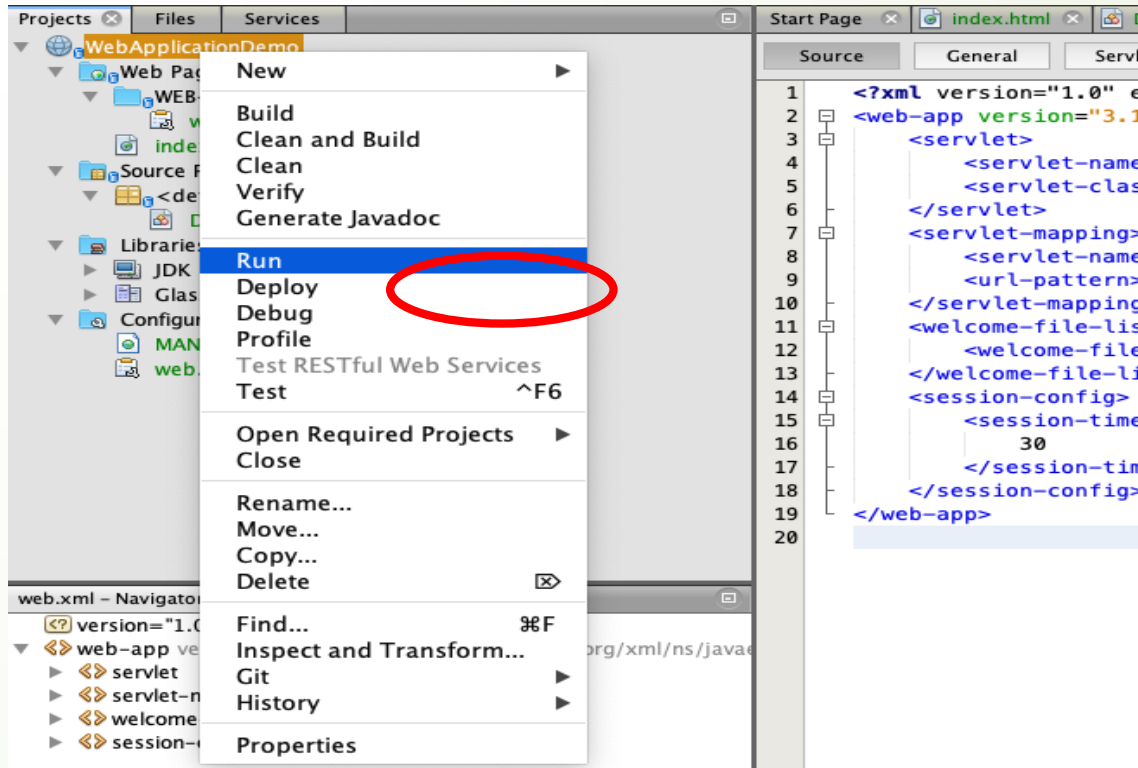 Projects Files Services
WebApplicationDemo
Web Pag
WEB-
w
inde
Source P
<de
D
Libraries
JDK
Glas
Configur
MAN
web.
New
Build
Clean and Build
Clean
Verify
Generate Javadoc
Run
Deploy
Debug
Profile
Test RESTful Web Services
Test ^F6
Open Required Projects
Close
Rename...
Move...
Copy...
Delete ⌦
Find... ⌘F
Inspect and Transform...
Git
History
Properties
web.xml – Navigator
version="1.0
web-app ve org/xml/ns/javae
servlet
servlet-n
welcome
session-
Start Page index.html
Source General Servl
1 <?xml version="1.0" e
2 <web-app version="3.1
3 <servlet>
4 <servlet-name
5 <servlet-clas
6 </servlet>
7 <servlet-mapping>
8 <servlet-name
9 <url-pattern>
10 </servlet-mapping
11 <welcome-file-lis
12 <welcome-file
13 </welcome-file-li
14 <session-config>
15 <session-time
16 30
17 </session-tim
18 </session-config>
19 </web-app>
20